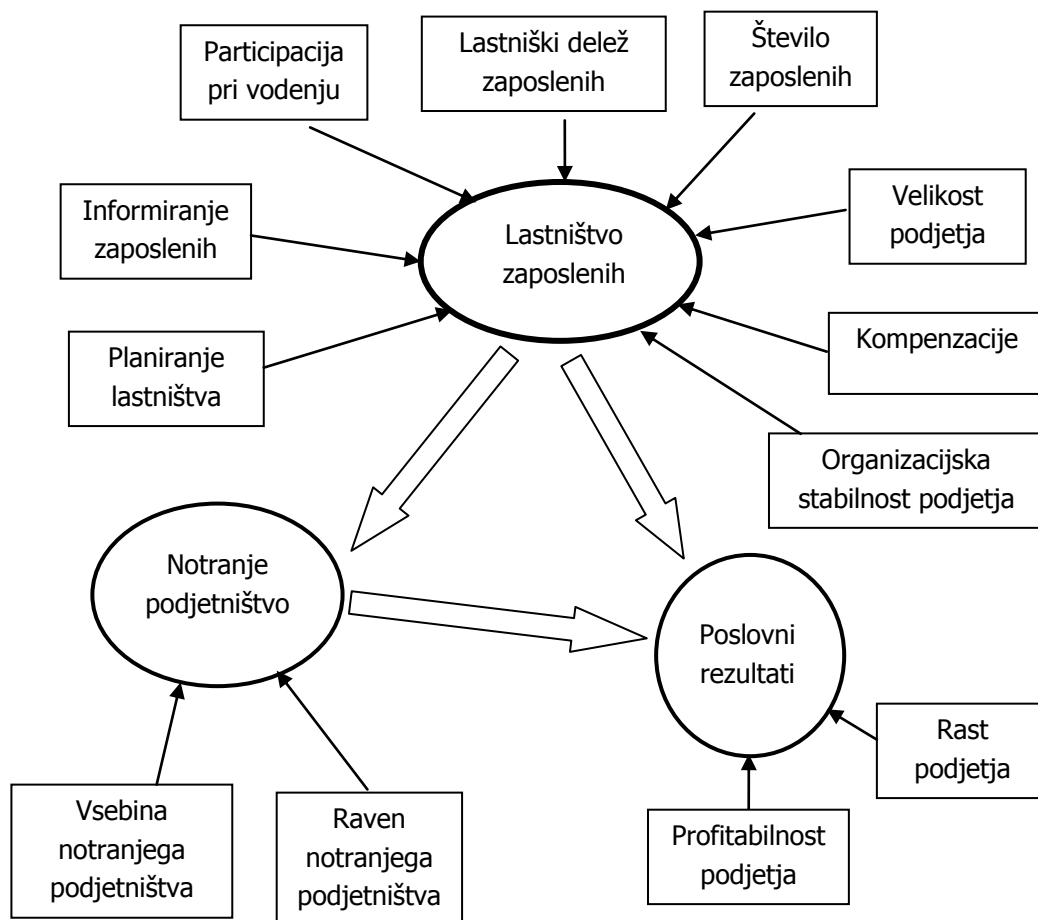 Participacija
pri vodenju
Lastniški delež
zaposlenih
Število
zaposlenih
Informiranje
zaposlenih
Lastništvo
zaposlenih
Velikost
podjetja
Planiranje
lastništva
Kompenzacije
Organizacijska
stabilnost podjetja
Notranje
podjetništvo
Poslovni
rezultati
Rast
podjetja
Vsebina
notranjega
podjetništva
Raven
notranjega
podjetništva
Profitabilnost
podjetja